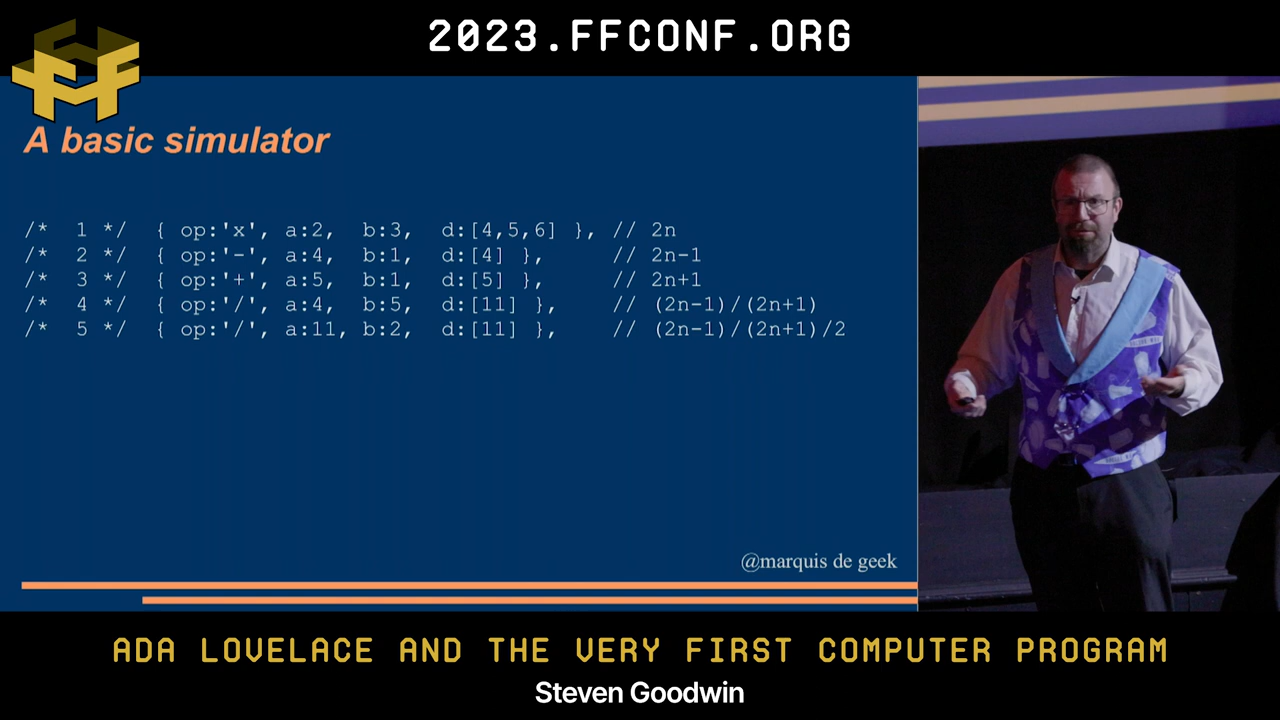 2023.FFCONF.ORG
A basic simulator
/*  1 */  { op:'x', a:2,  b:3,  d:[4,5,6] }, // 2n
/*  2 */  { op:'-', a:4,  b:1,  d:[4] },     // 2n-1
/*  3 */  { op:'+', a:5,  b:1,  d:[5] },     // 2n+1
/*  4 */  { op:'/', a:4,  b:5,  d:[11] },    // (2n-1)/(2n+1)
/*  5 */  { op:'/', a:11, b:2,  d:[11] },    // (2n-1)/(2n+1)/2
@marquis de geek
ADA LOVELACE AND THE VERY FIRST COMPUTER PROGRAM
Steven Goodwin